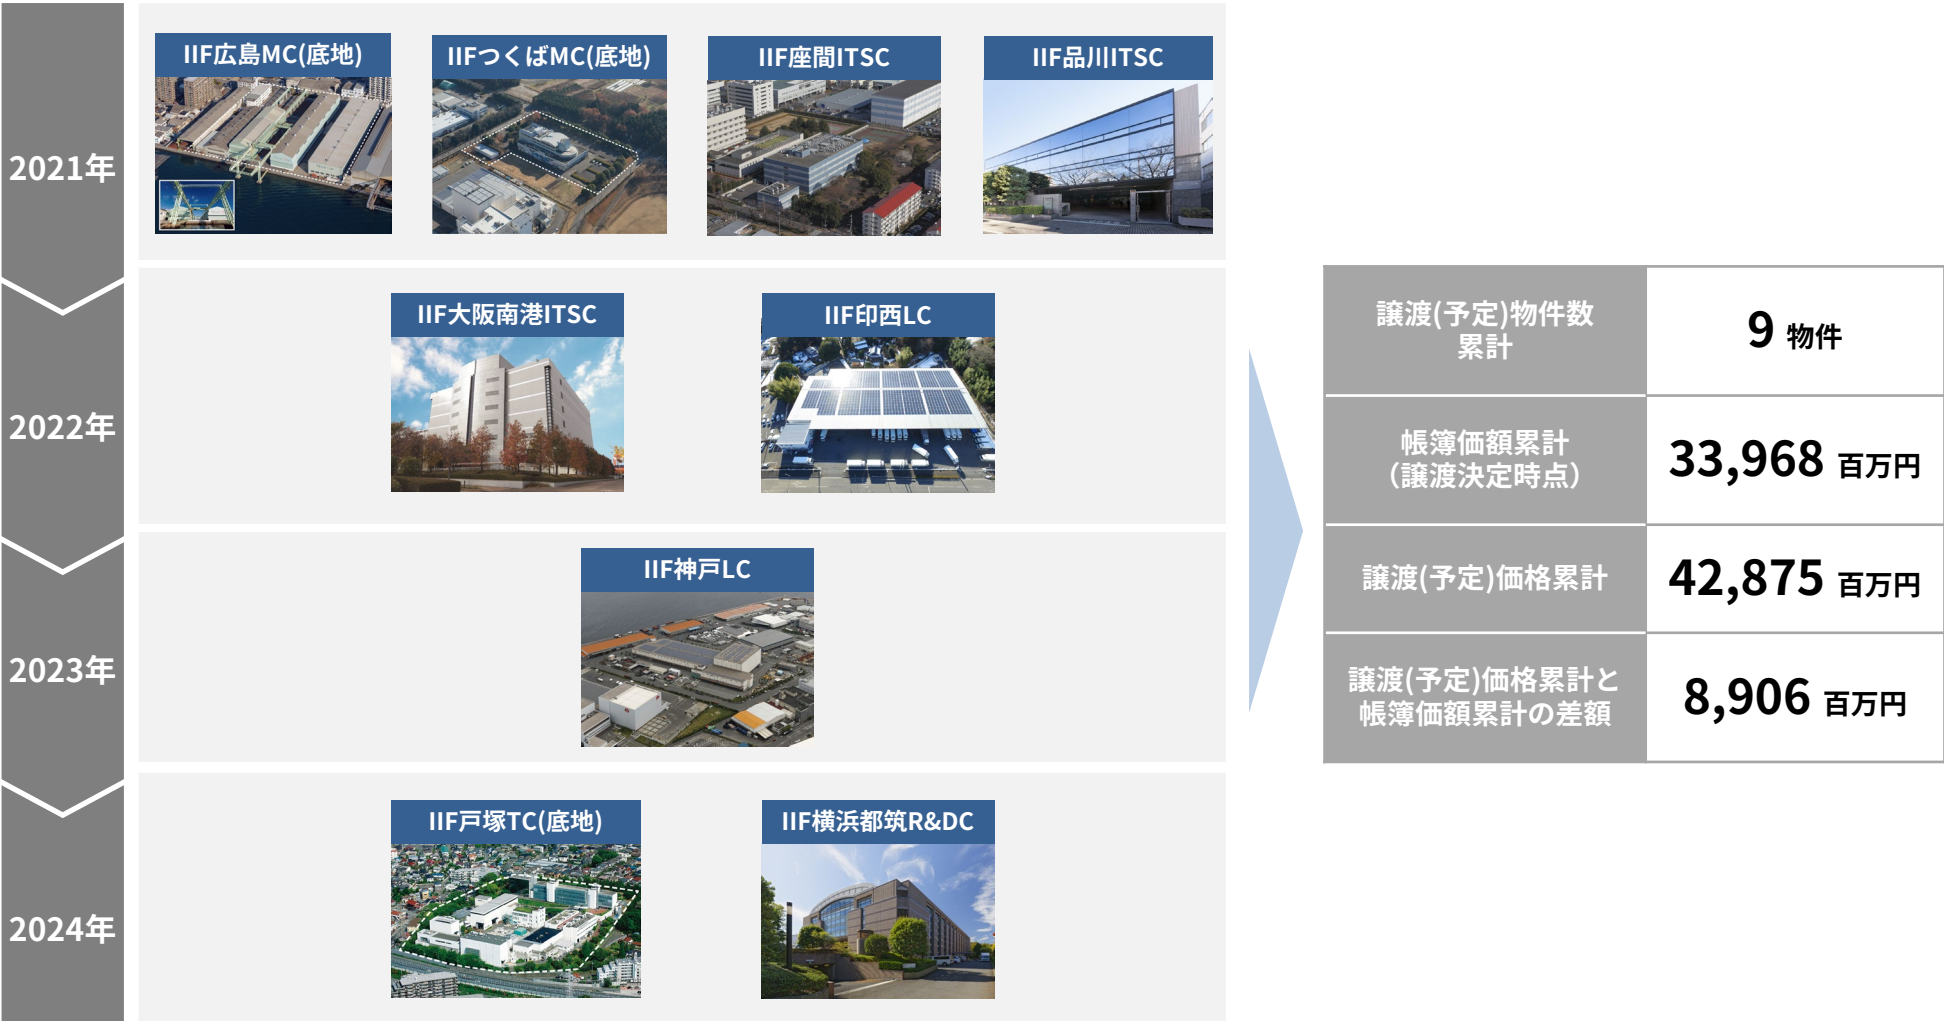 2021年
IIF広島MC(底地)
IIFつくばMC(底地)
IIF座間ITSC
IIF品川ITSC
2022年
IIF大阪南港ITSC
IIF印西LC
2023年
IIF神戸LC
2024年
IIF戸塚TC(底地)
IIF横浜都筑R&DC
譲渡(予定)物件数
累計
9 物件
帳簿価額累計
（譲渡決定時点）
33,968 百万円
譲渡(予定)価格累計
42,875 百万円
譲渡(予定)価格累計と
帳簿価額累計の差額
8,906 百万円